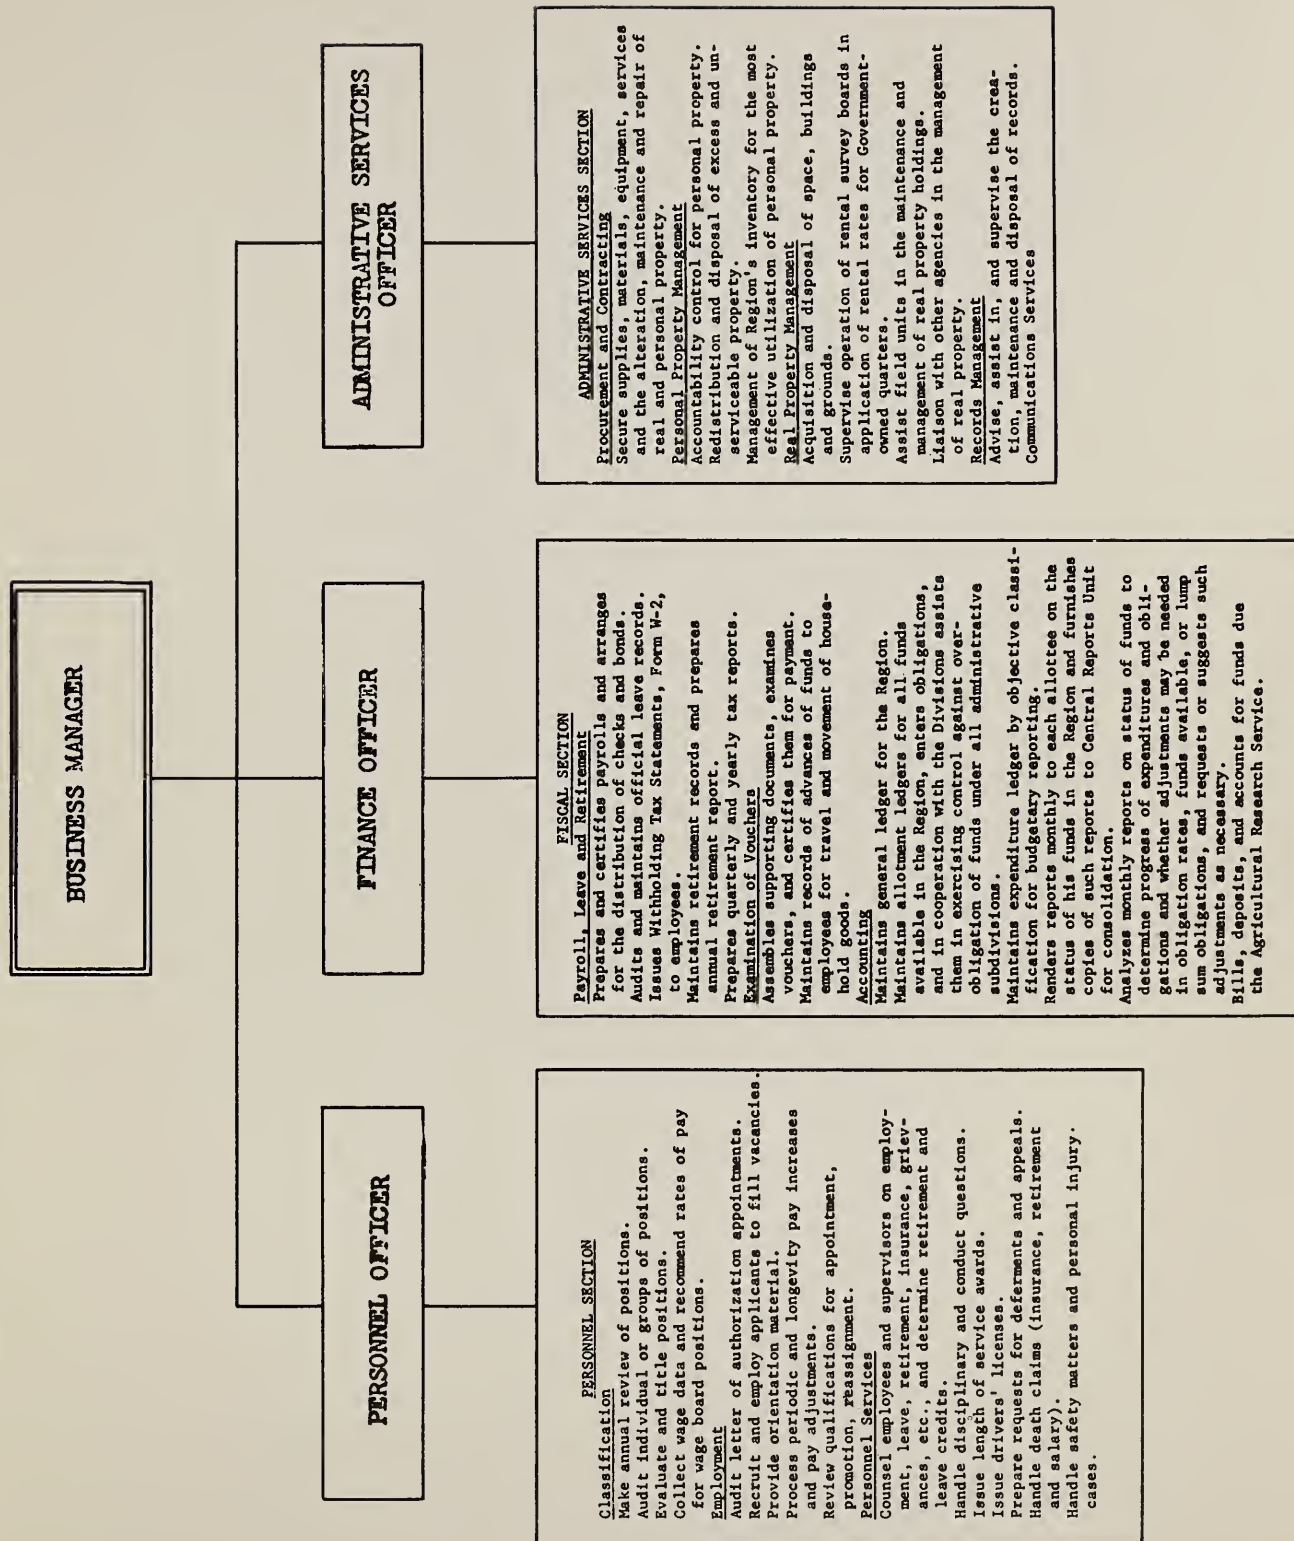 BUSINESS MANAGER
PERSONNEL OFFICER
FINANCE OFFICER
ADMINISTRATIVE SERVICES
OFFICER
PERSONNEL SECTION
Classification
Make annual review of positions.
Audit individual or groups of positions.
Evaluate and title positions.
Collect wage data and recommend rates of pay
for wage board positions.
Employment
Audit letter of authorization appointments.
Recruit and employ applicants to fill vacancies.
Provide orientation material.
Process periodic and longevity pay increases
and pay adjustments.
Review qualifications for appointment,
promotion, reassignment.
Personnel Services
Counsel employees and supervisors on employ-
ment, leave, retirement, insurance, griev-
ances, etc., and determine retirement and
leave credits.
Handle disciplinary and conduct questions.
Issue length of service awards.
Issue drivers' licenses.
Prepare requests for deferments and appeals.
Handle death claims (insurance, retirement
and salary).
Handle safety matters and personal injury.
cases.
FISCAL SECTION
Payroll, Leave and Retirement
Prepares and certifies payrolls and arranges
for the distribution of checks and bonds.
Audits and maintains official leave records.
Issues Withholding Tax Statements, Form W-2,
to employees.
Maintains retirement records and prepares
annual retirement report.
Prepares quarterly and yearly tax reports.
Examination of Vouchers
Assembles supporting documents, examines
vouchers, and certifies them for payment.
Maintains records of advances of funds to
employees for travel and movement of house-
hold goods.
Accounting
Maintains general ledger for the Region.
Maintains allotment ledgers for all funds
available in the Region, enters obligations,
and in cooperation with the Divisions assists
them in exercising control against over-
obligation of funds under all administrative
subdivisions.
Maintains expenditure ledger by objective classi-
fication for budgetary reporting.
Renders reports monthly to each allottee on the
status of his funds in the Region and furnishes
copies of such reports to Central Reports Unit
for consolidation.
Analyzes monthly reports on status of funds to
determine progress of expenditures and obli-
gations and whether adjustments may be needed
in obligation rates, funds available, or lump
sum obligations, and requests or suggests such
adjustments as necessary.
Bills, deposits, and accounts for funds due
the Agricultural Research Service.
ADMINISTRATIVE SERVICES SECTION
Procurement and Contracting
Secure supplies, materials, equipment, services
and the alteration, maintenance and repair of
real and personal property.
Personal Property Management
Accountability control for personal property.
Redistribution and disposal of excess and un-
serviceable property.
Management of Region's inventory for the most
effective utilization of personal property.
Real Property Management
Acquisition and disposal of space, buildings
and grounds.
Supervise operation of rental survey boards in
application of rental rates for Government-
owned quarters.
Assist field units in the maintenance and
management of real property holdings.
Liaison with other agencies in the management
of real property.
Records Management
Advise, assist in, and supervise the crea-
tion, maintenance and disposal of records.
Communications Services